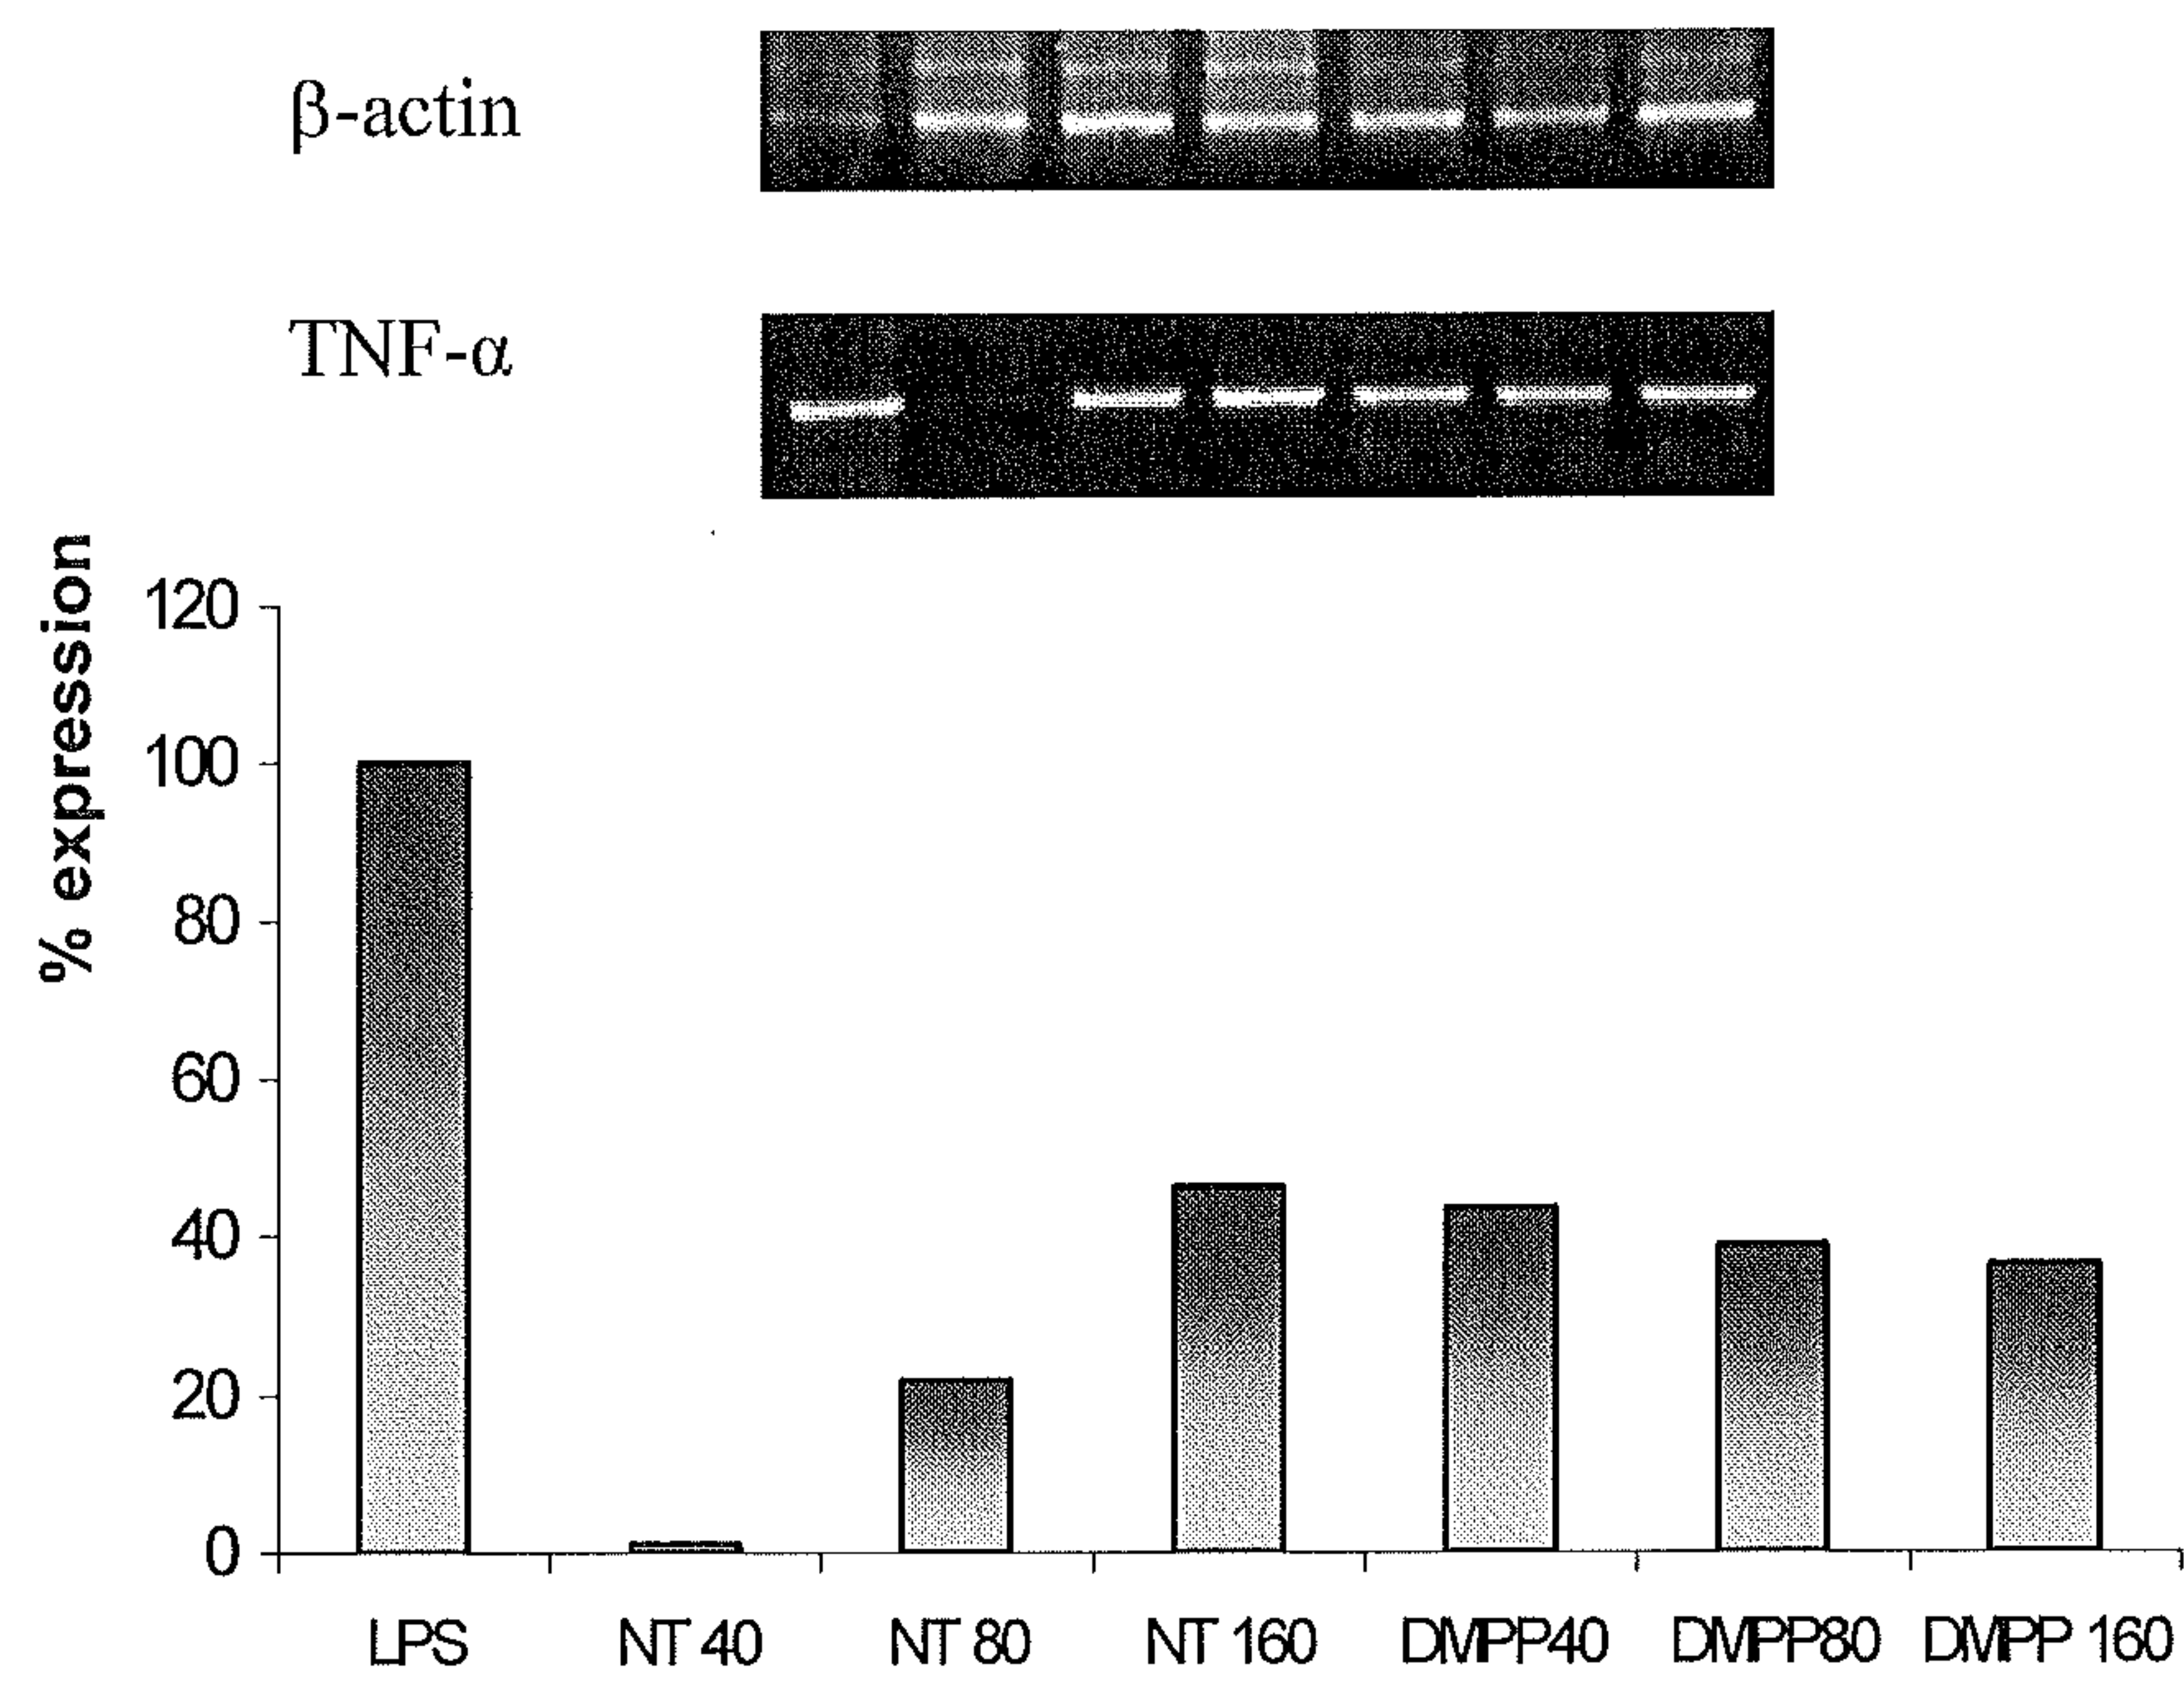 β-actin
TNF-α
% expression
120
100
80
60
40
20
0
LPS NT 40 NT 80 NT 160 DMPP40 DMPP80 DMPP 160